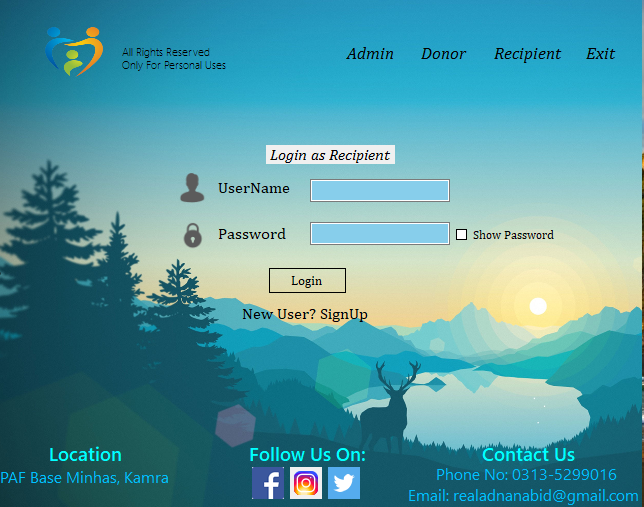 All Rights Reserved
Only For Personal Uses
Admin Donor Recipient Exit
Login as Recipient
UserName
Password
Show Password
Login
New User? SignUp
Location
PAF Base Minhas, Kamra
Follow Us On:
Contact Us
Phone No: 0313-5299016
Email: realadnanabid@gmail.com